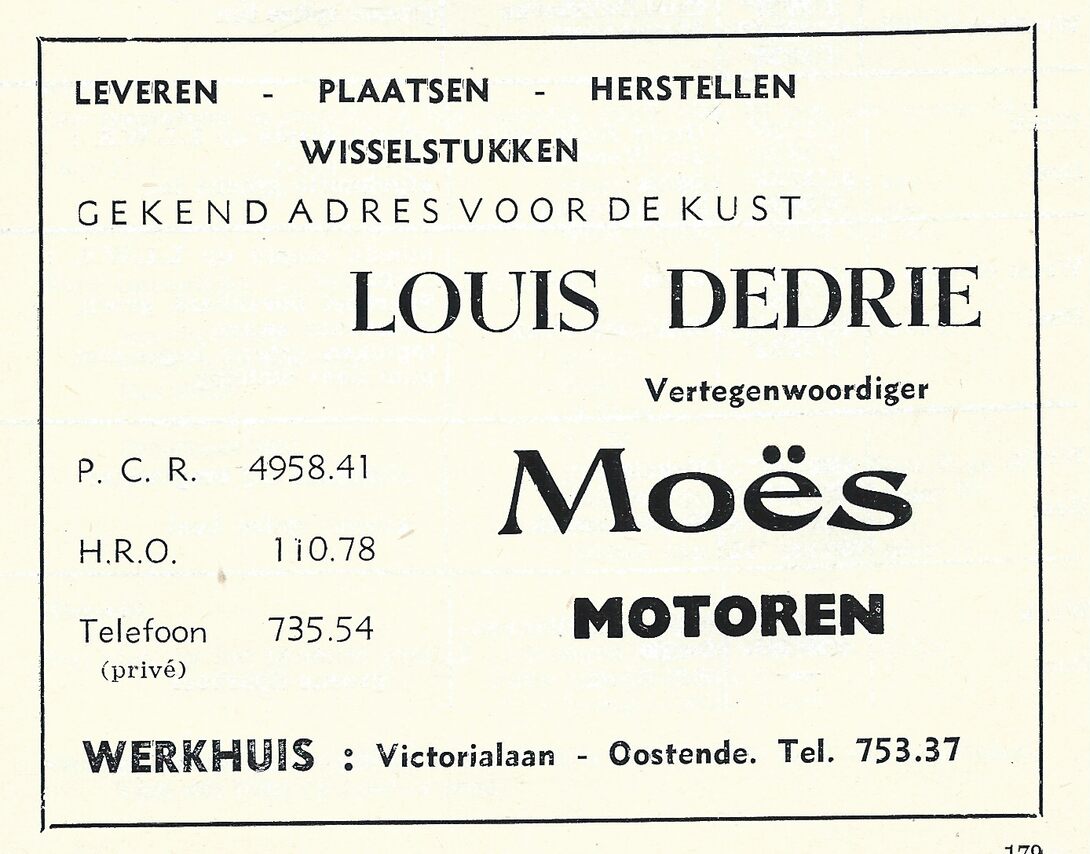 LEVEREN - PLAATSEN - HERSTELLEN
WISSELSTUKKEN
GEKEND ADRES VOOR DE KUST
LOUIS DEDRIE
Vertegenwoordiger
Moës
MOTOREN
P. C. R. 4958.41
H.R.O. 110.78
Telefoon 735.54
(privé)
WERKHUIS : Victorialaan - Oostende. Tel. 753.37
179